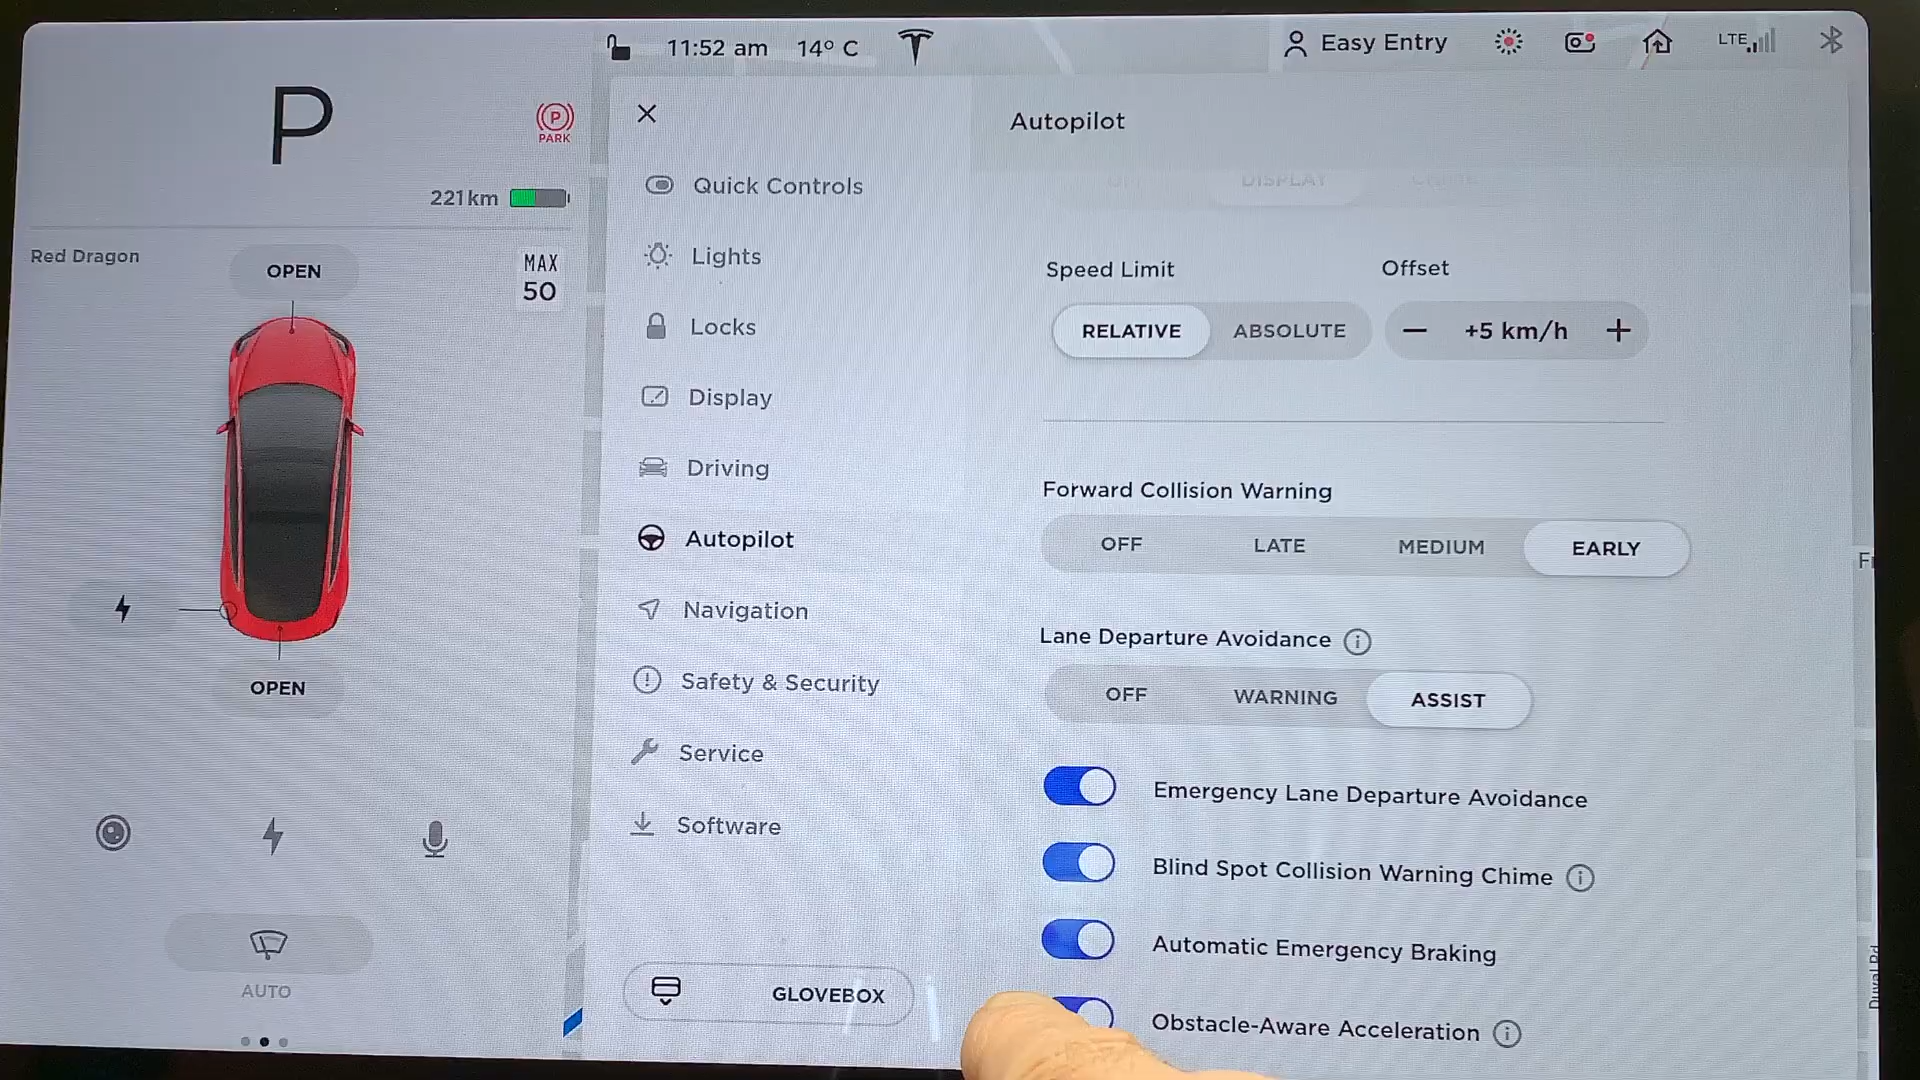 11:52 am 14° C
Easy Entry
LTE
P
P
PARK
221km
Red Dragon
OPEN
MAX
50
OPEN
AUTO
Quick Controls
Lights
Locks
Display
Driving
Autopilot
Navigation
Safety & Security
Service
Software
GLOVEBOX
Autopilot
DISPLAY
Speed Limit
Offset
RELATIVE ABSOLUTE
− +5 km/h +
Forward Collision Warning
OFF LATE MEDIUM EARLY
Lane Departure Avoidance
OFF WARNING ASSIST
Emergency Lane Departure Avoidance
Blind Spot Collision Warning Chime
Automatic Emergency Braking
Obstacle-Aware Acceleration
Duval Rd